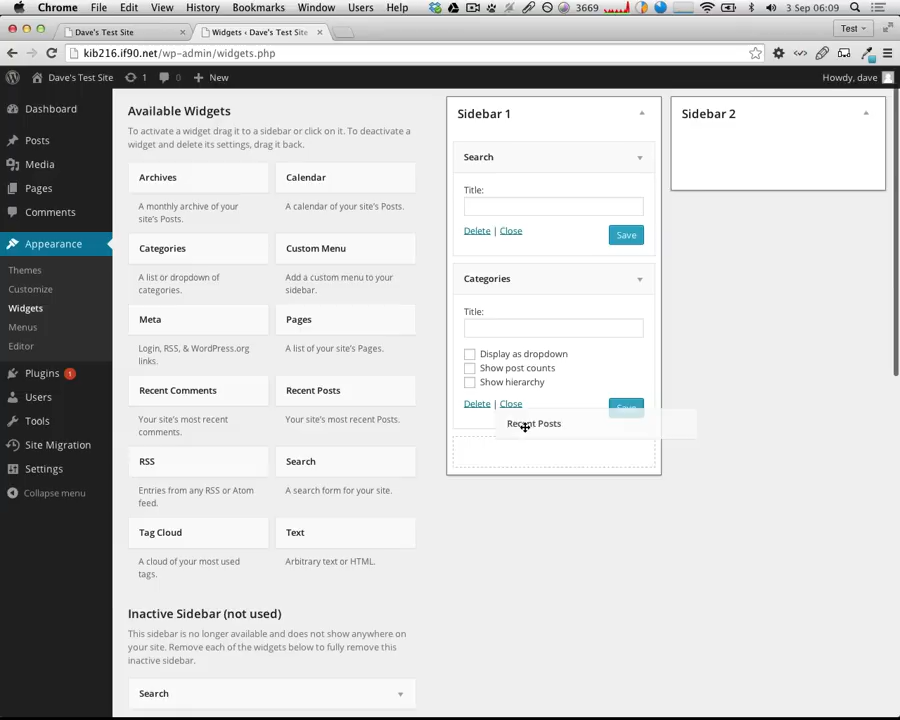 Chrome File Edit View History Bookmarks Window Users Help 3669 3 Sep 06:09
Dave's Test Site
Widgets ‹ Dave's Test Site
Test
kib216.if90.net/wp-admin/widgets.php
Dave's Test Site 1 0 New Howdy, dave
Dashboard
Posts
Media
Pages
Comments
Appearance
Themes
Customize
Widgets
Menus
Editor
Plugins 1
Users
Tools
Site Migration
Settings
Collapse menu
Available Widgets
To activate a widget drag it to a sidebar or click on it. To deactivate a
widget and delete its settings, drag it back.
Archives
A monthly archive of your
site's Posts.
Calendar
A calendar of your site's Posts.
Categories
A list or dropdown of
categories.
Custom Menu
Add a custom menu to your
sidebar.
Meta
Login, RSS, & WordPress.org
links.
Pages
A list of your site's Pages.
Recent Comments
Your site's most recent
comments.
Recent Posts
Your site's most recent Posts.
RSS
Entries from any RSS or Atom
feed.
Search
A search form for your site.
Tag Cloud
A cloud of your most used
tags.
Text
Arbitrary text or HTML.
Inactive Sidebar (not used)
This sidebar is no longer available and does not show anywhere on
your site. Remove each of the widgets below to fully remove this
inactive sidebar.
Search
Sidebar 1
Search
Title:
Delete | Close
Save
Categories
Title:
Display as dropdown
Show post counts
Show hierarchy
Delete | Close
Save
Recent Posts
Sidebar 2